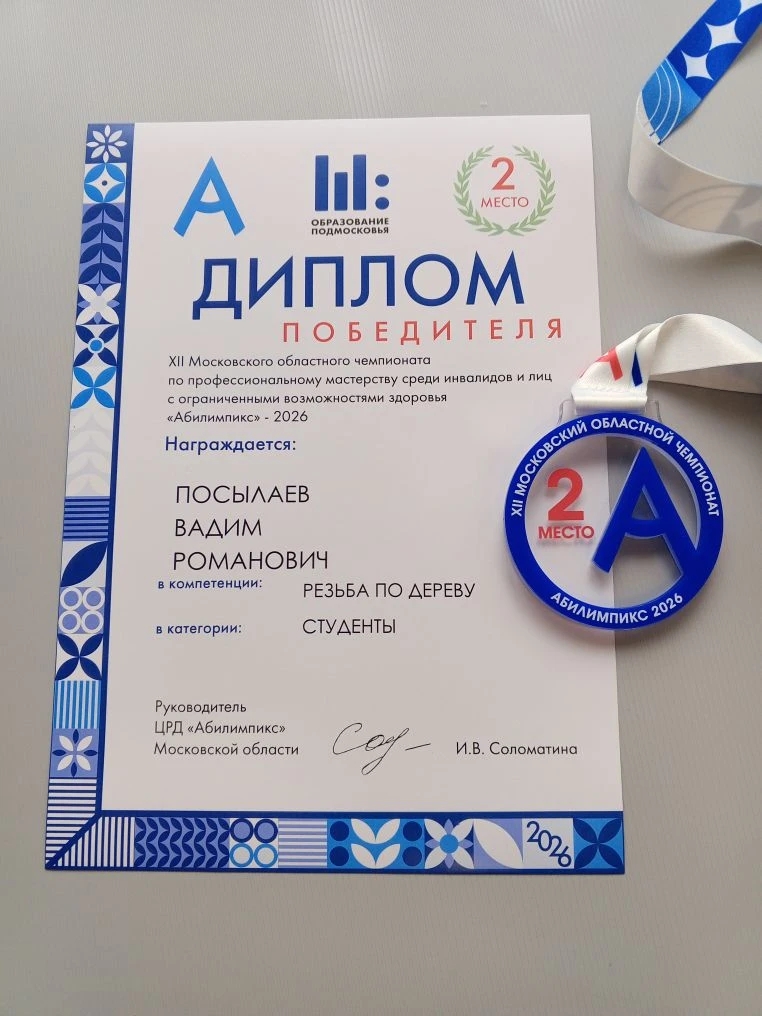 А
ОБРАЗОВАНИЕ
ПОДМОСКОВЬЯ
2
МЕСТО
ДИПЛОМ
ПОБЕДИТЕЛЯ
XII Московского областного чемпионата
по профессиональному мастерству среди инвалидов и лиц
с ограниченными возможностями здоровья
«Абилимпикс» - 2026
Награждается:
ПОСЫЛАЕВ
ВАДИМ
РОМАНОВИЧ
в компетенции: РЕЗЬБА ПО ДЕРЕВУ
в категории: СТУДЕНТЫ
Руководитель
ЦРД «Абилимпикс»
Московской области И.В. Соломатина
2026
XII МОСКОВСКИЙ ОБЛАСТНОЙ ЧЕМПИОНАТ
2
МЕСТО
А
АБИЛИМПИКС 2026